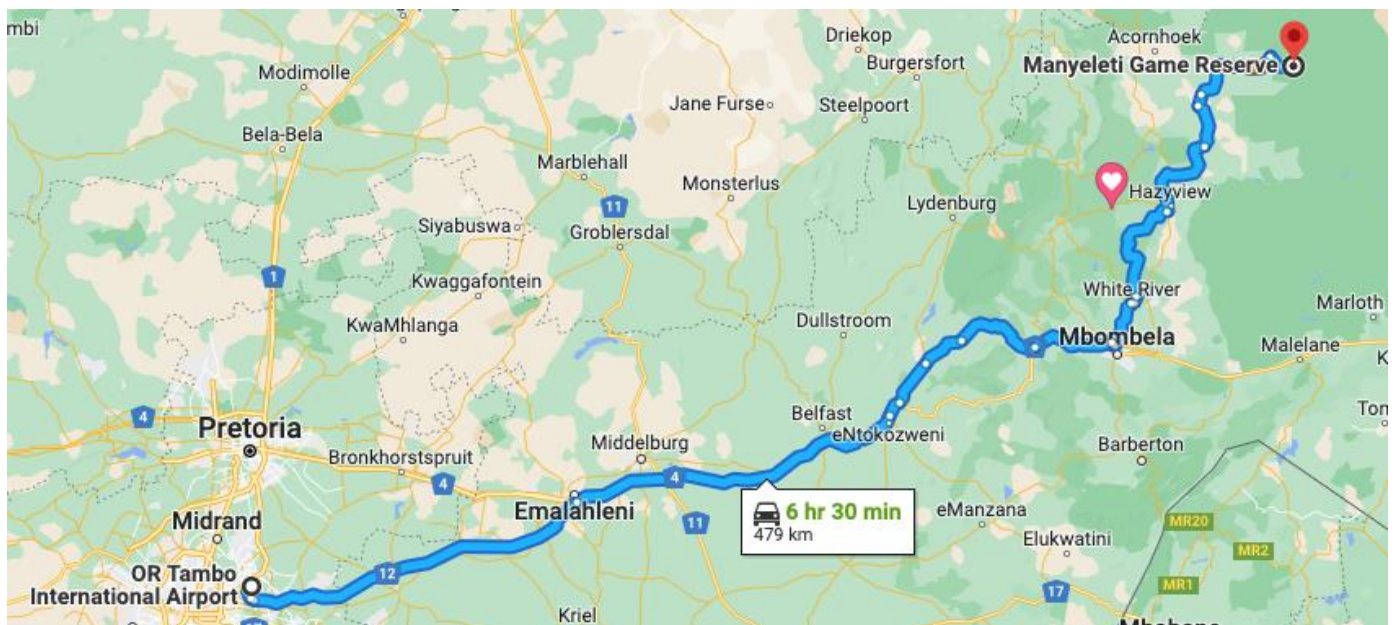 mbi
Driekop
Acornhoek
Burgersfort
Manyeleti Game Reserve
Modimolle
Jane Furse
Steelpoort
Bela-Bela
Marblehall
Monsterlus
Hazyview
11
Lydenburg
Siyabuswa
Groblersdal
1
Kwaggafontein
White River
Marloth
KwaMhlanga
Dullstroom
Mbombela
Malelane
K
4
Belfast
Ton
Pretoria
eNtokozweni
Middelburg
Barberton
Bronkhorstspruit
4
4
Emalahleni
6 hr 30 min
479 km
eManzana
Midrand
11
MR20
Elukwatini
MR2
OR Tambo
International Airport
12
MR1
17
Kriel